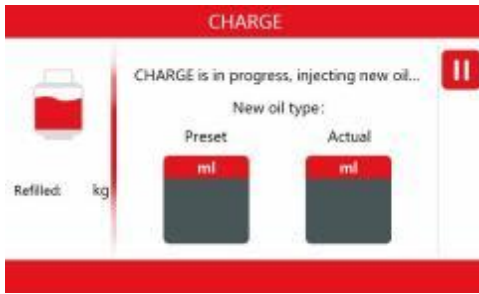 CHARGE
CHARGE is in progress, injecting new oil...
New oil type:
Preset Actual
ml ml
Refilled: kg